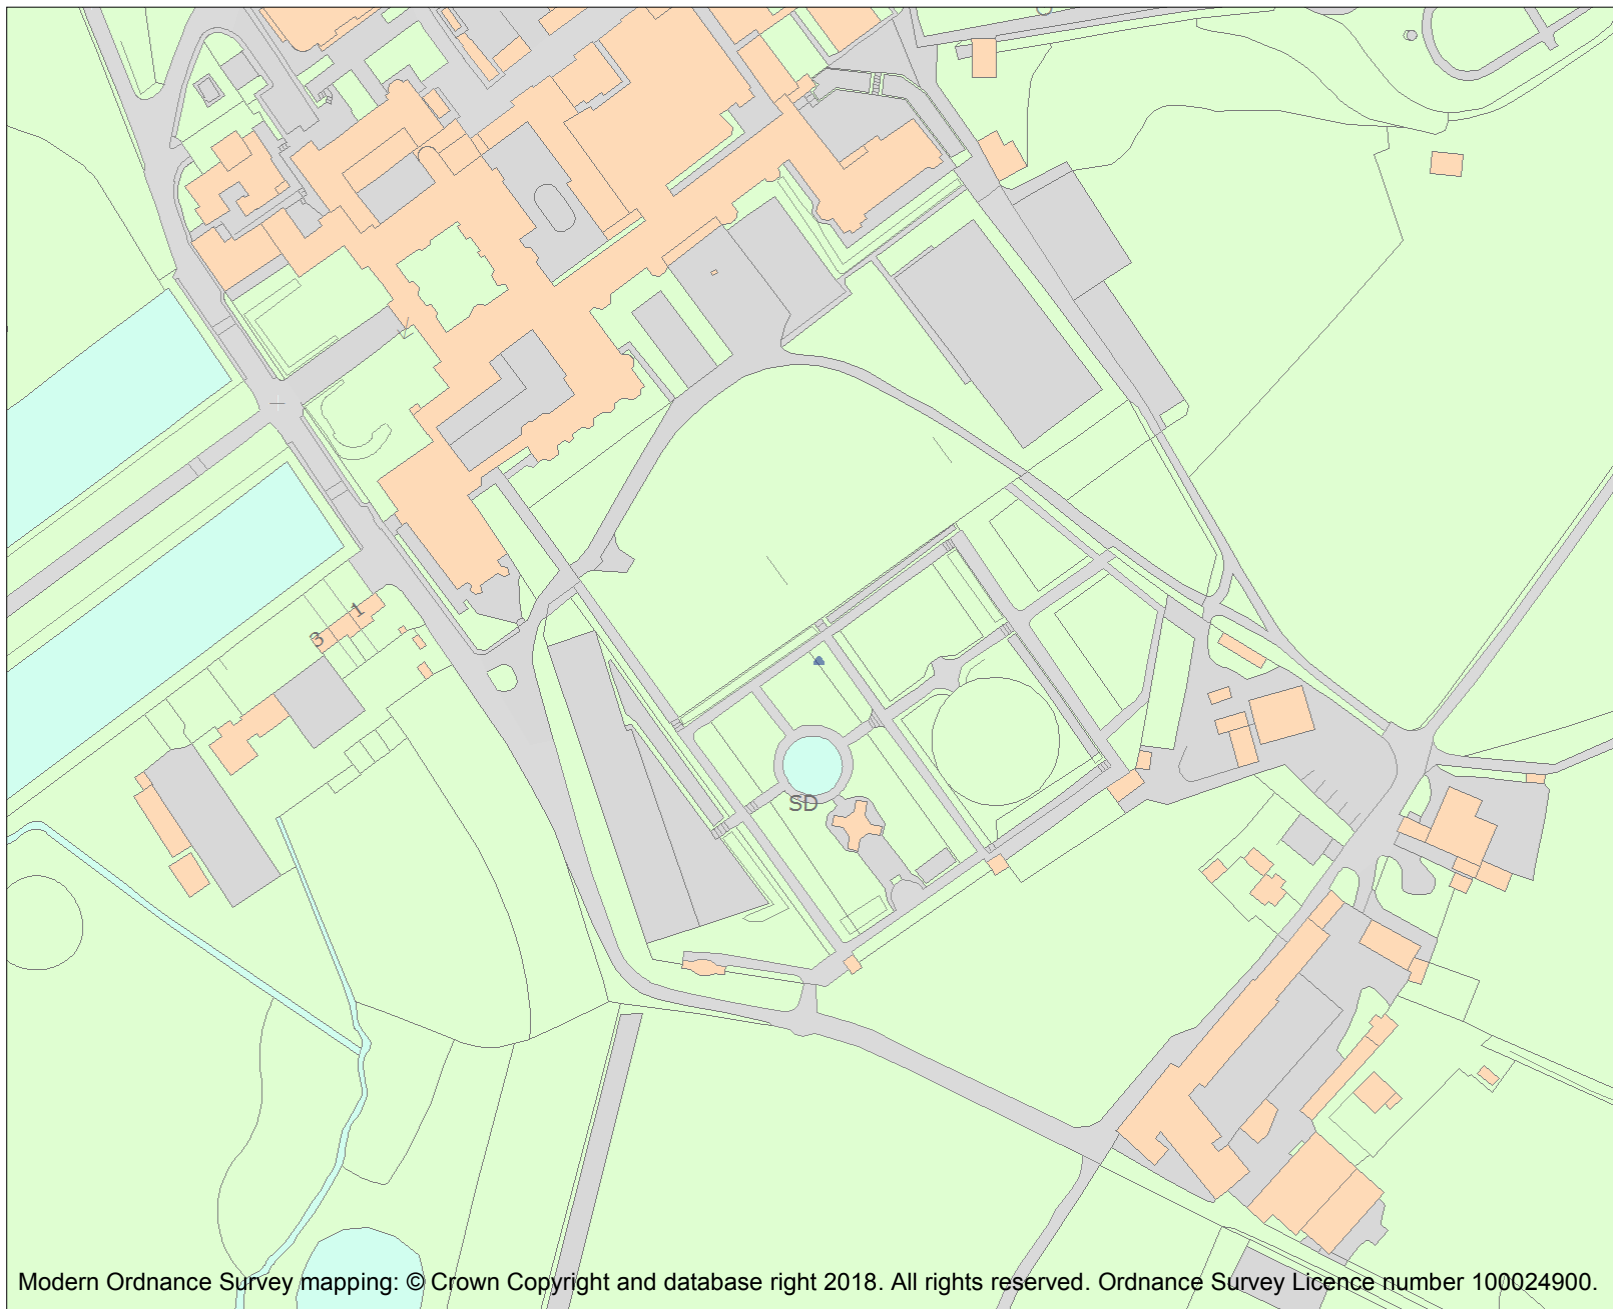 1
3
SD
Modern Ordnance Survey mapping: © Crown Copyright and database right 2018. All rights reserved. Ordnance Survey Licence number 100024900.